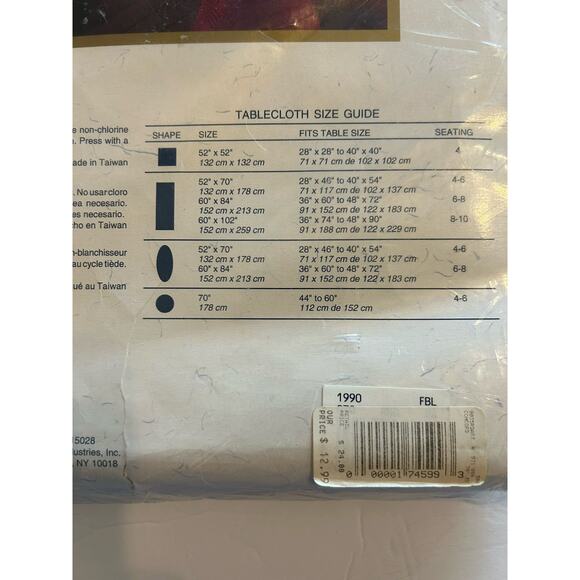 TABLECLOTH SIZE GUIDE
SHAPE SIZE FITS TABLE SIZE SEATING
52" x 52" 28" x 28" to 40" x 40" 4
132 cm x 132 cm 71 x 71 cm de 102 x 102 cm
52" x 70" 28" x 46" to 40" x 54" 4-6
132 cm x 178 cm 71 x 117 cm de 102 x 137 cm
60" x 84" 36" x 60" to 48" x 72" 6-8
152 cm x 213 cm 91 x 152 cm de 122 x 183 cm
60" x 102" 36" x 74" to 48" x 90" 8-10
152 cm x 259 cm 91 x 188 cm de 122 x 229 cm
52" x 70" 28" x 46" to 40" x 54" 4-6
132 cm x 178 cm 71 x 117 cm de 102 x 137 cm
60" x 84" 36" x 60" to 48" x 72" 6-8
152 cm x 213 cm 91 x 152 cm de 122 x 183 cm
70" 44" to 60" 4-6
178 cm 112 cm de 152 cm
e non-chlorine
. Press with a
ade in Taiwan
. No usar cloro
ea necesario.
es necesario.
cho en Taiwan
n-blanchisseur
au cycle tiède.
qué au Taiwan
15028
ustries, Inc.
, NY 10018
1990 FBL
$ 24.00
OUR
PRICE $ 12.99
0 00001 74599 3